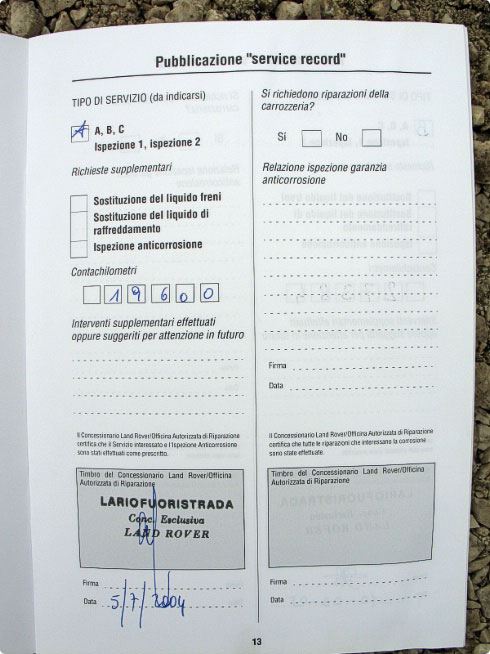 Pubblicazione "service record"
TIPO DI SERVIZIO (da indicarsi)
A
A, B, C
Ispezione 1, ispezione 2
Richieste supplementari
Sostituzione del liquido freni
Sostituzione del liquido di
raffreddamento
Ispezione anticorrosione
Contachilometri
19600
Interventi supplementari effettuati
oppure suggeriti per attenzione in futuro
Il Concessionario Land Rover/Officina Autorizzata di Riparazione
certifica che il Servizio interessato e l'Ispezione Anticorrosione
sono stati effettuati come prescritto.
Timbro del Concessionario Land Rover/Officina
Autorizzata di Riparazione
LARIOFUORISTRADA
Conc. Esclusiva
LAND ROVER
Firma
Data 5/7/2004
Si richiedono riparazioni della
carrozzeria?
Sí No
Relazione ispezione garanzia
anticorrosione
Firma
Data
Il Concessionario Land Rover/Officina Autorizzata di Riparazione
certifica che tutte le riparazioni che interessano la corrosione
sono state effettuate.
Timbro del Concessionario Land Rover/Officina
Autorizzata di Riparazione
Firma
Data
13